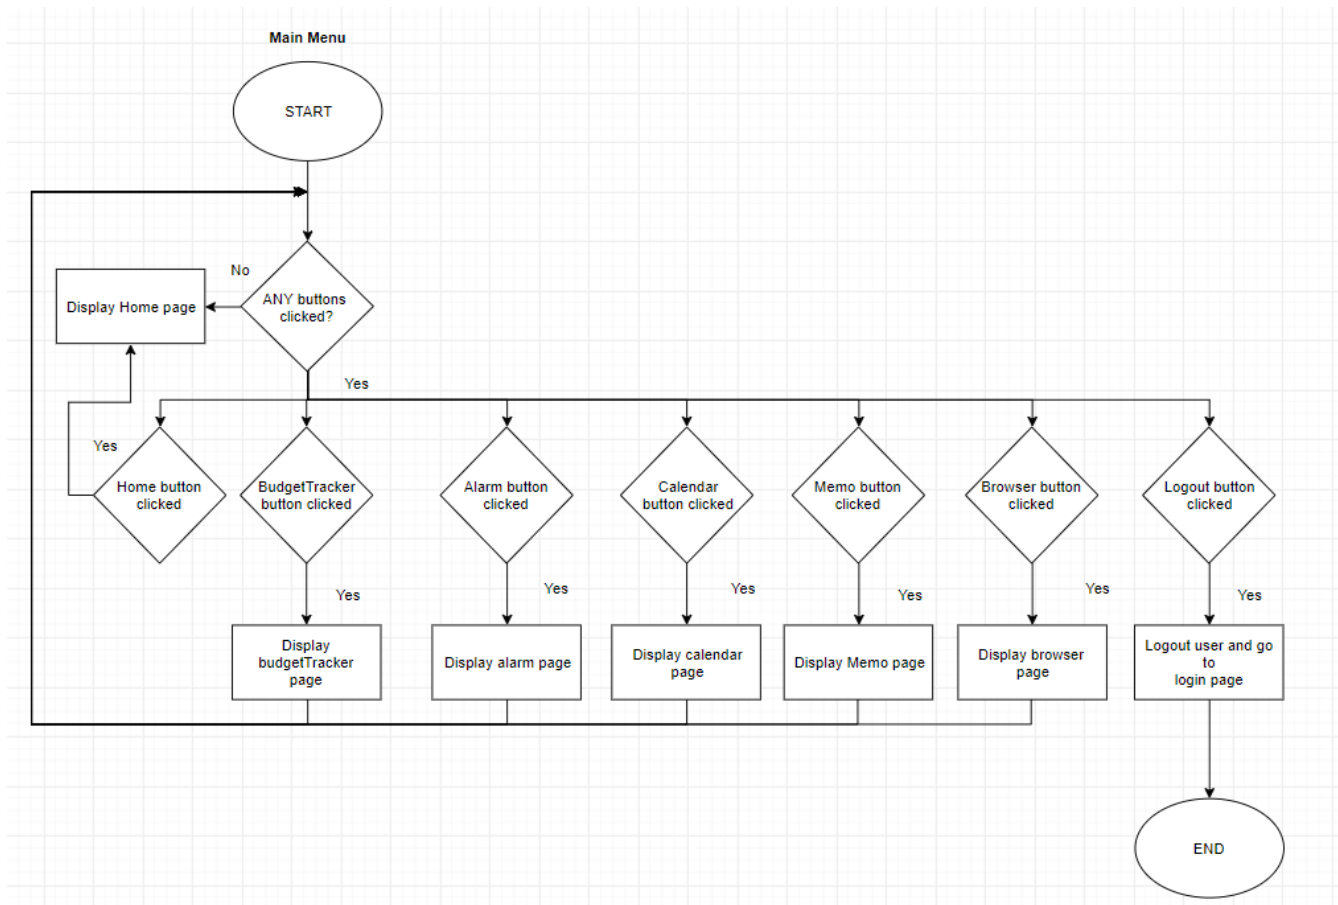 Main Menu
START
No
ANY buttons
clicked?
Display Home page
Yes
Yes
Home button
clicked
BudgetTracker
button clicked
Alarm button
clicked
Calendar
button clicked
Memo button
clicked
Browser button
clicked
Logout button
clicked
Yes
Yes
Yes
Yes
Yes
Yes
Display
budgetTracker
page
Display alarm page
Display calendar
page
Display Memo page
Display browser
page
Logout user and go
to
login page
END